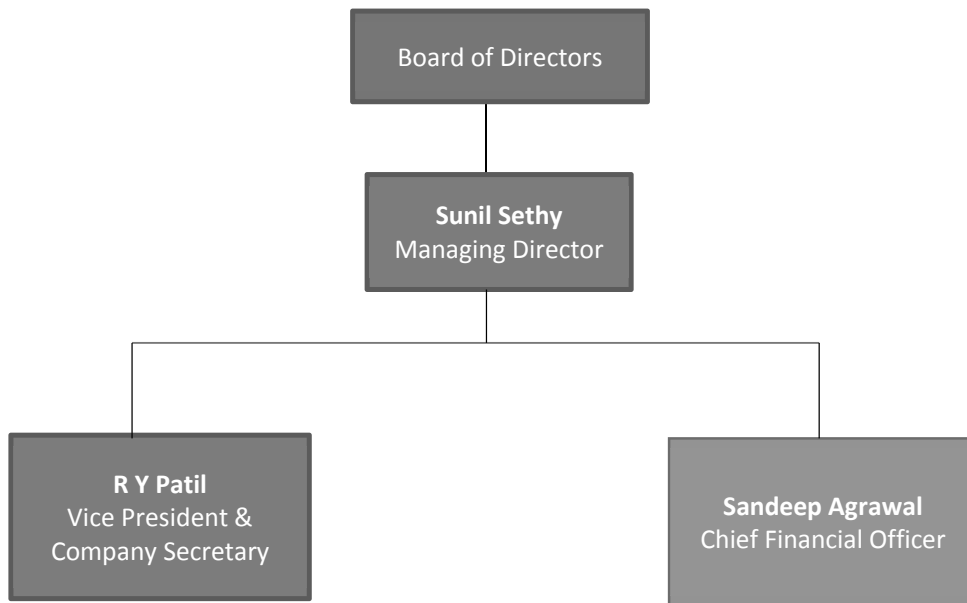 Board of Directors
Sunil Sethy
Managing Director
R Y Patil
Vice President &
Company Secretary
Sandeep Agrawal
Chief Financial Officer